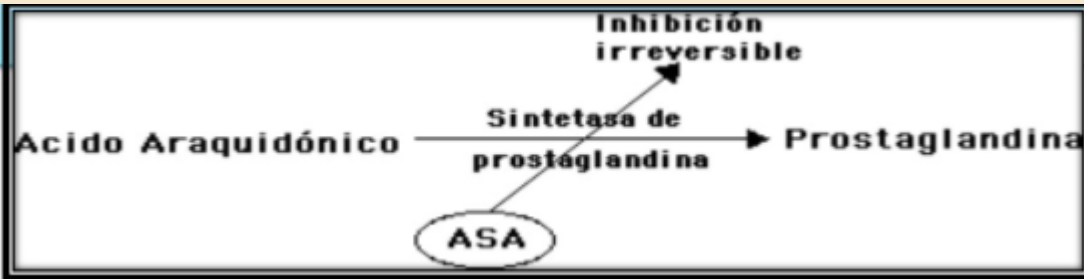 Inhibición
irreversible
Sintetasa de
Acido Araquidónico
Prostaglandina
prostaglandina
ASA